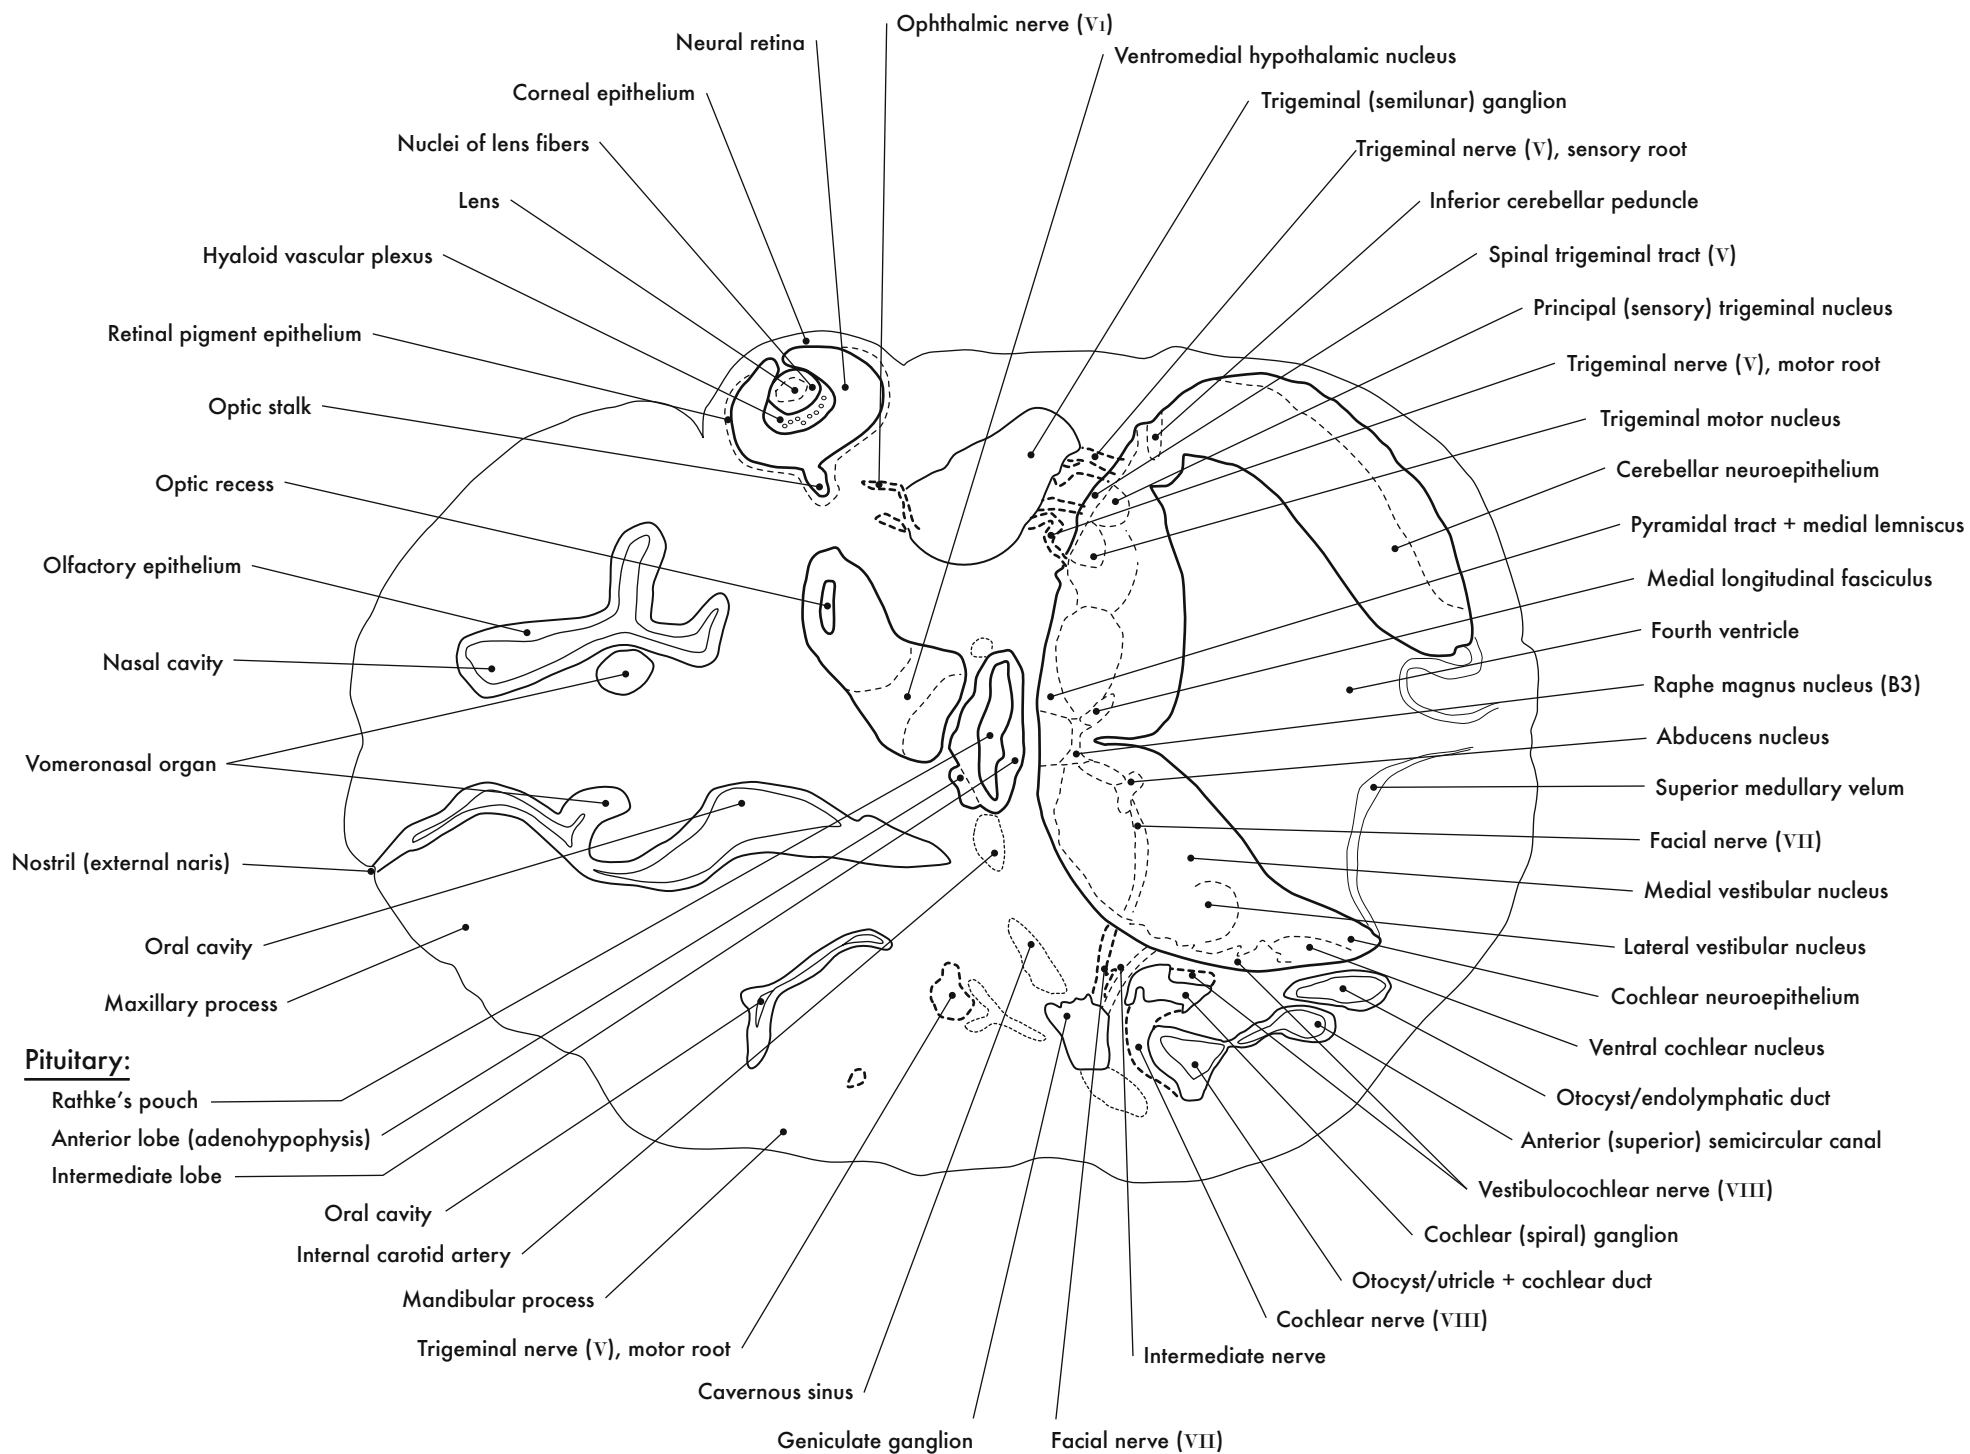 Ophthalmic nerve (V1)
Neural retina
Ventromedial hypothalamic nucleus
Corneal epithelium
Trigeminal (semilunar) ganglion
Nuclei of lens fibers
Trigeminal nerve (V), sensory root
Lens
Inferior cerebellar peduncle
Hyaloid vascular plexus
Spinal trigeminal tract (V)
Principal (sensory) trigeminal nucleus
Retinal pigment epithelium
Trigeminal nerve (V), motor root
Optic stalk
Trigeminal motor nucleus
Cerebellar neuroepithelium
Optic recess
Pyramidal tract + medial lemniscus
Olfactory epithelium
Medial longitudinal fasciculus
Fourth ventricle
Nasal cavity
Raphe magnus nucleus (B3)
Abducens nucleus
Vomeronasal organ
Superior medullary velum
Facial nerve (VII)
Nostril (external naris)
Medial vestibular nucleus
Oral cavity
Lateral vestibular nucleus
Maxillary process
Cochlear neuroepithelium
Ventral cochlear nucleus
Pituitary:
Rathke's pouch
Otocyst/endolymphatic duct
Anterior lobe (adenohypophysis)
Anterior (superior) semicircular canal
Intermediate lobe
Vestibulocochlear nerve (VIII)
Oral cavity
Cochlear (spiral) ganglion
Internal carotid artery
Otocyst/utricle + cochlear duct
Mandibular process
Cochlear nerve (VIII)
Trigeminal nerve (V), motor root
Intermediate nerve
Cavernous sinus
Geniculate ganglion
Facial nerve (VII)